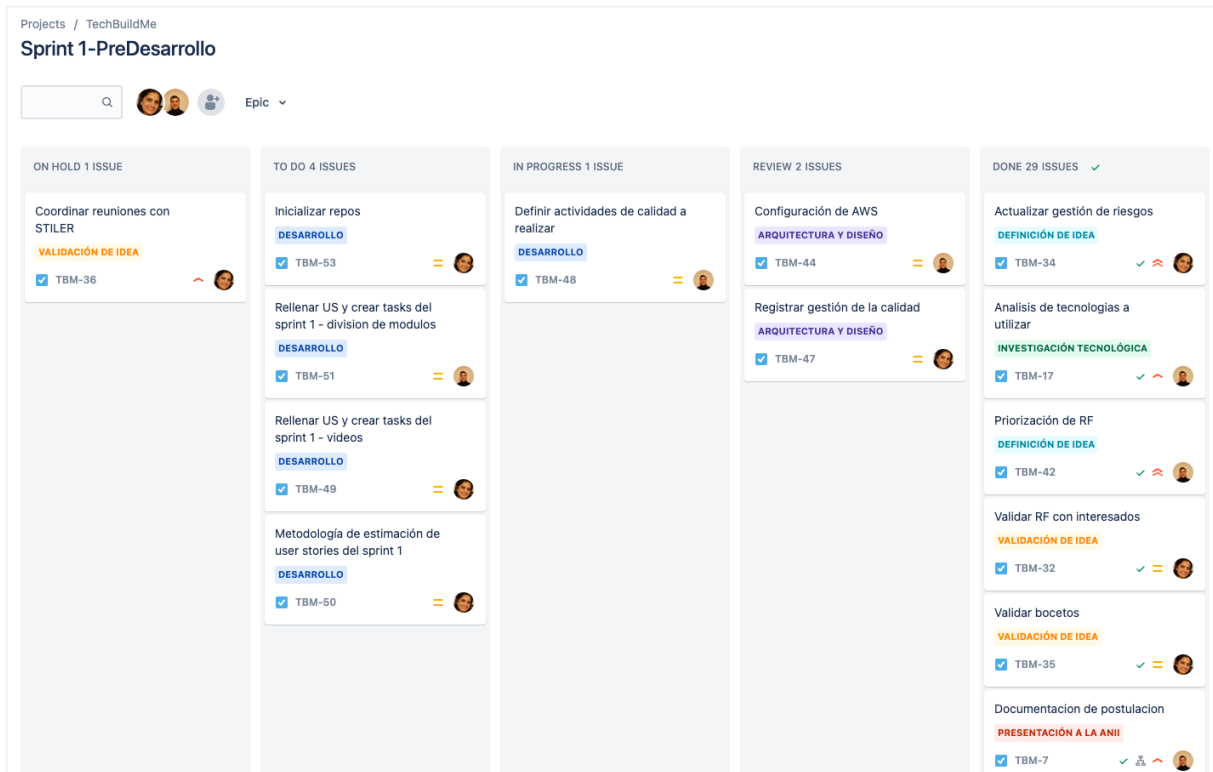 Projects / TechBuildMe
Sprint 1-PreDesarrollo
Epic
ON HOLD 1 ISSUE
Coordinar reuniones con
STILER
VALIDACIÓN DE IDEA
TBM-36
TO DO 4 ISSUES
Inicializar repos
DESARROLLO
TBM-53
Rellenar US y crear tasks del
sprint 1 - division de modulos
DESARROLLO
TBM-51
Rellenar US y crear tasks del
sprint 1 - videos
DESARROLLO
TBM-49
Metodología de estimación de
user stories del sprint 1
DESARROLLO
TBM-50
IN PROGRESS 1 ISSUE
Definir actividades de calidad a
realizar
DESARROLLO
TBM-48
REVIEW 2 ISSUES
Configuración de AWS
ARQUITECTURA Y DISEÑO
TBM-44
Registrar gestión de la calidad
ARQUITECTURA Y DISEÑO
TBM-47
DONE 29 ISSUES
Actualizar gestión de riesgos
DEFINICIÓN DE IDEA
TBM-34
Analisis de tecnologias a
utilizar
INVESTIGACIÓN TECNOLÓGICA
TBM-17
Priorización de RF
DEFINICIÓN DE IDEA
TBM-42
Validar RF con interesados
VALIDACIÓN DE IDEA
TBM-32
Validar bocetos
VALIDACIÓN DE IDEA
TBM-35
Documentacion de postulacion
PRESENTACIÓN A LA ANII
TBM-7